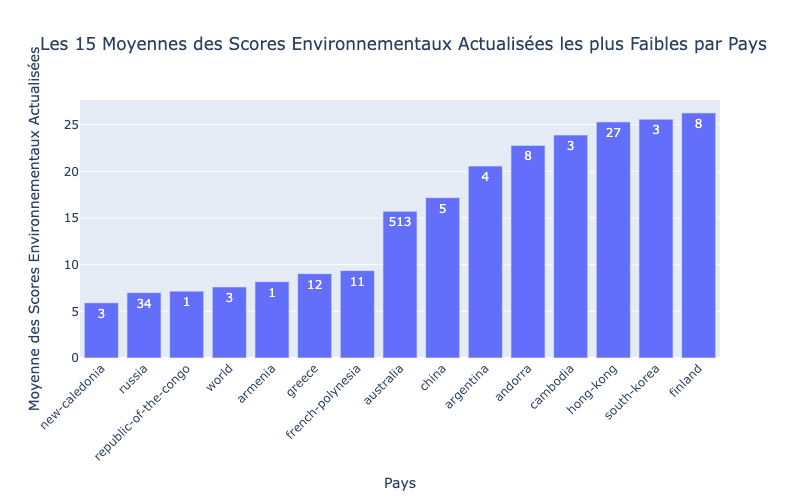 Les 15 Moyennes des Scores Environnementaux Actualisées les plus Faibles par Pays
Moyenne des Scores Environnementaux Actualisées
25
20
15
10
5
0
3
34
1
3
1
12
11
513
5
4
8
3
27
3
8
new-caledonia
russia
republic-of-the-congo
world
armenia
greece
french-polynesia
australia
china
argentina
andorra
cambodia
hong-kong
south-korea
finland
Pays